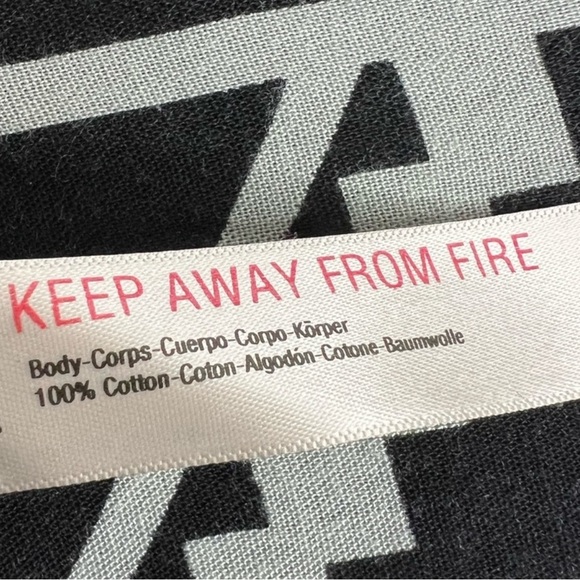 KEEP AWAY FROM FIRE
Body-Corps-Cuerpo-Corpo-Körper
100% Cotton-Coton-Algodón-Cotone-Baumwolle